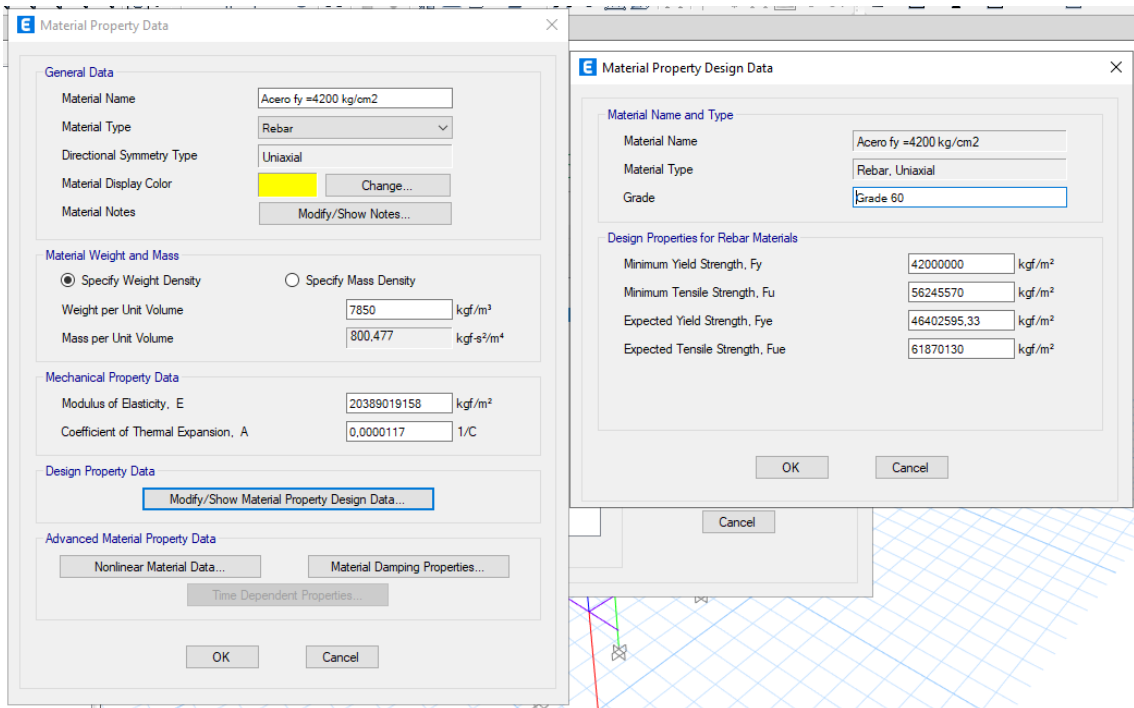 Material Property Data
General Data
Material Name Acero fy =4200 kg/cm2
Material Type Rebar
Directional Symmetry Type Uniaxial
Material Display Color Change...
Material Notes Modify/Show Notes...
Material Weight and Mass
Specify Weight Density Specify Mass Density
Weight per Unit Volume 7850 kgf/m³
Mass per Unit Volume 800,477 kgf-s²/m⁴
Mechanical Property Data
Modulus of Elasticity, E 20389019158 kgf/m²
Coefficient of Thermal Expansion, A 0,0000117 1/C
Design Property Data
Modify/Show Material Property Design Data...
Advanced Material Property Data
Nonlinear Material Data... Material Damping Properties...
Time Dependent Properties...
OK Cancel
Material Property Design Data
Material Name and Type
Material Name Acero fy =4200 kg/cm2
Material Type Rebar, Uniaxial
Grade Grade 60
Design Properties for Rebar Materials
Minimum Yield Strength, Fy 42000000 kgf/m²
Minimum Tensile Strength, Fu 56245570 kgf/m²
Expected Yield Strength, Fye 46402595,33 kgf/m²
Expected Tensile Strength, Fue 61870130 kgf/m²
OK Cancel
Cancel